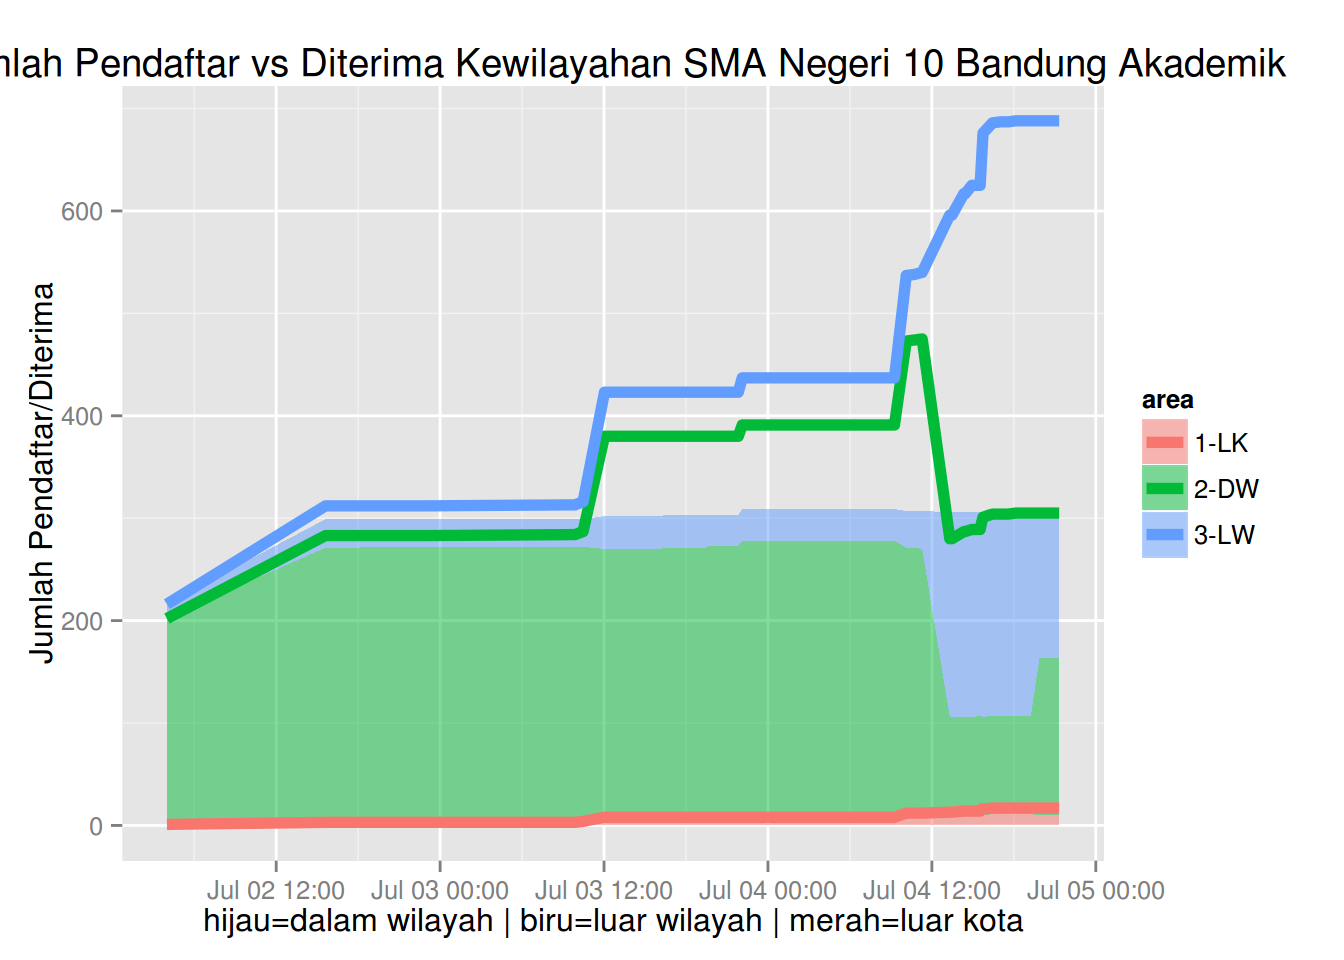 mlah Pendaftar vs Diterima Kewilayahan SMA Negeri 10 Bandung Akademik
Jumlah Pendaftar/Diterima
600
400
200
0
Jul 02 12:00 Jul 03 00:00 Jul 03 12:00 Jul 04 00:00 Jul 04 12:00 Jul 05 00:00
hijau=dalam wilayah | biru=luar wilayah | merah=luar kota
area
1-LK
2-DW
3-LW